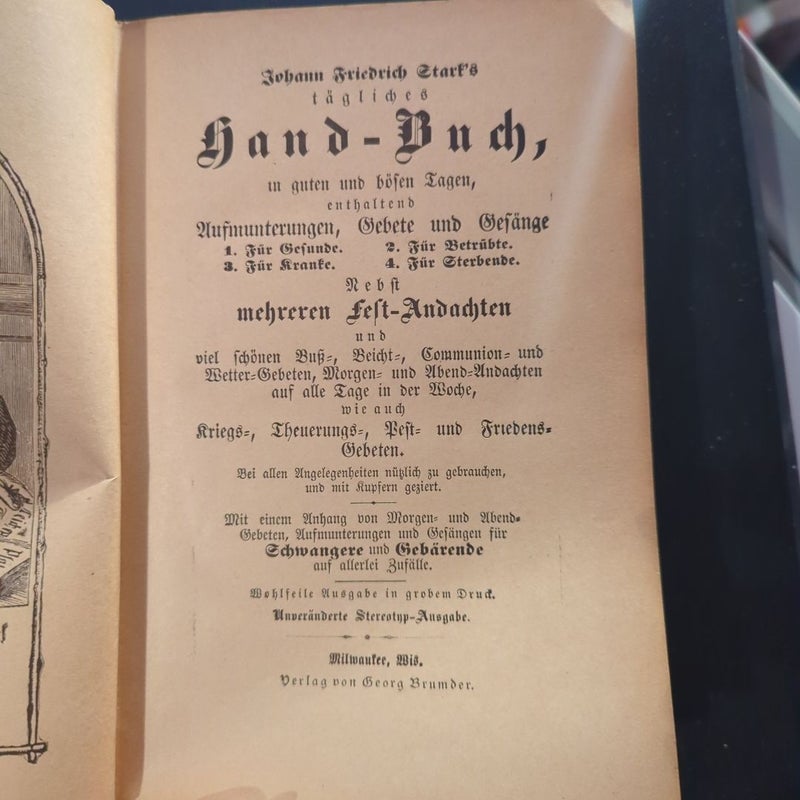 Johann Friedrich Stark's
tägliches
Hand-Buch,
in guten und bösen Tagen,
enthaltend
Aufmunterungen, Gebete und Gesänge
1. Für Gesunde. 2. Für Betrübte.
3. Für Kranke. 4. Für Sterbende.
Nebst
mehreren Fest-Andachten
und
viel schönen Buß-, Beicht-, Communion- und
Wetter-Gebeten, Morgen- und Abend-Andachten
auf alle Tage in der Woche,
wie auch
Kriegs-, Theuerungs-, Pest- und Friedens-
Gebeten.
Bei allen Angelegenheiten nützlich zu gebrauchen,
und mit Kupfern geziert.
Mit einem Anhang von Morgen- und Abend-
Gebeten, Aufmunterungen und Gesängen für
Schwangere und Gebärende
auf allerlei Zufälle.
Wohlfeile Ausgabe in grobem Druck.
Unveränderte Stereotyp-Ausgabe.
Milwaukee, Wis.
Verlag von Georg Brumder.